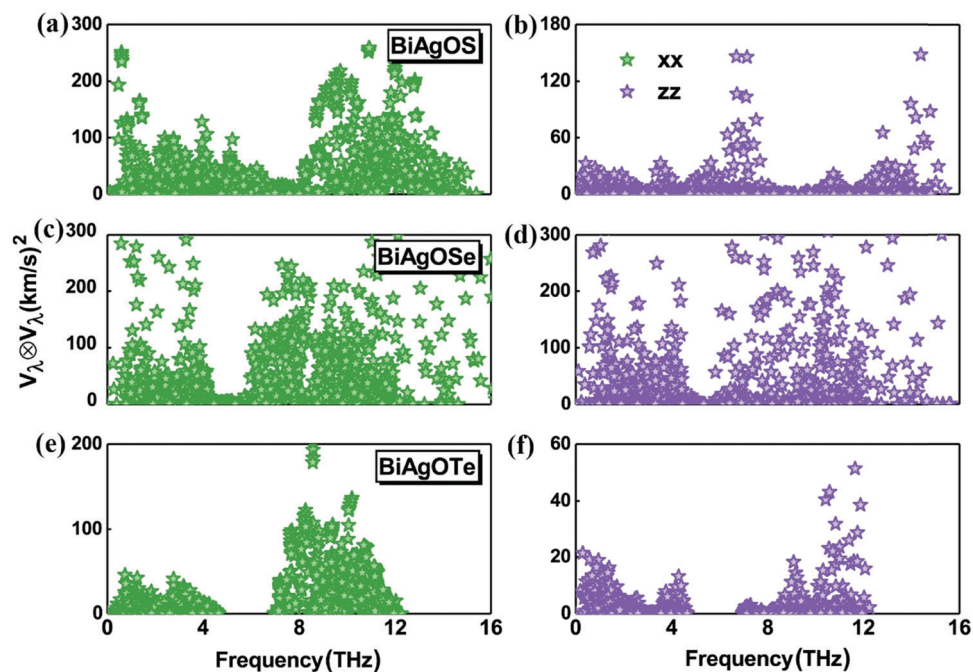 (a)
300
200
100
0
BiAgOS
(b)
180
120
60
0
xx
zz
(c)
300
200
100
0
BiAgOSe
(d)
300
200
100
0
Vλ⊗Vλ(km/s)²
(e)
200
100
0
BiAgOTe
(f)
60
40
20
0
0 4 8 12 16
0 4 8 12 16
Frequency(THz)
Frequency(THz)